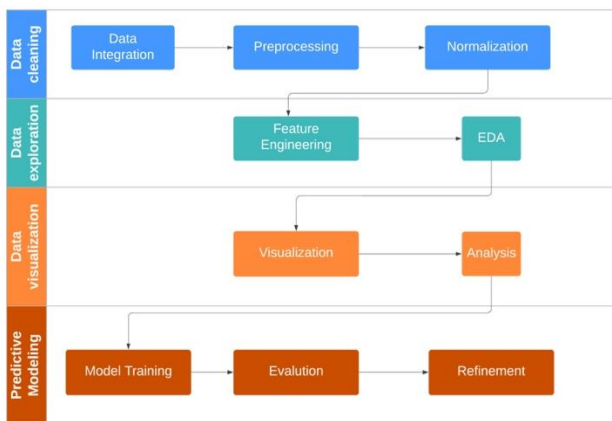 Data
cleaning
Data
Integration
Preprocessing
Normalization
Data
exploration
Feature
Engineering
EDA
Data
visualization
Visualization
Analysis
Predictive
Modeling
Model Training
Evalution
Refinement